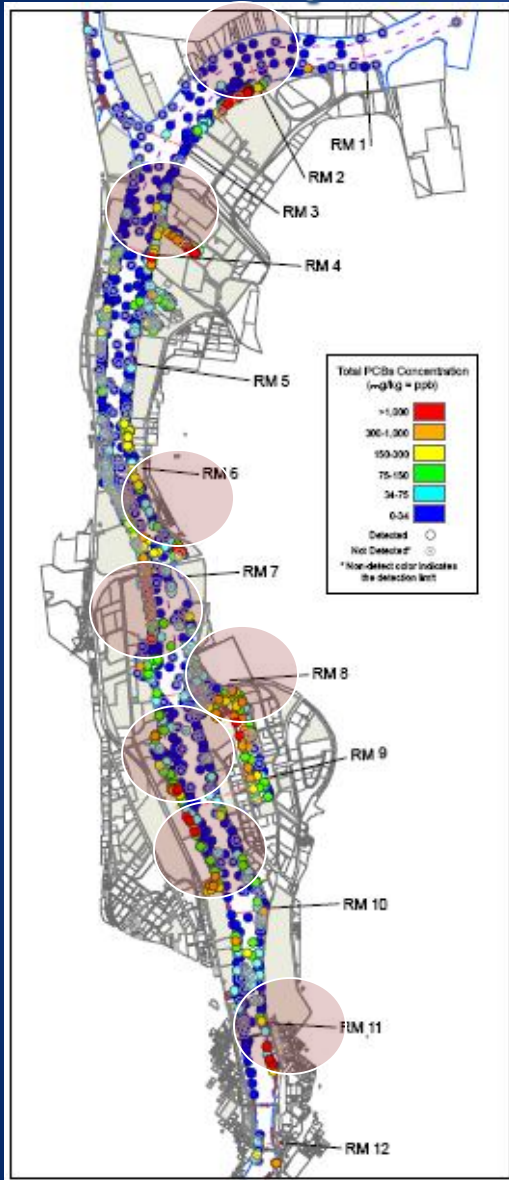 RM 1
RM 2
RM 3
RM 4
RM 5
RM 6
RM 7
RM 8
RM 9
RM 10
RM 11
RM 12
Total PCBs Concentration
(mg/kg = ppb)
>1,000
300-1,000
150-300
75-150
34-75
0-34
Detected
Not Detected*
* Non-detect color indicates
the detection limit